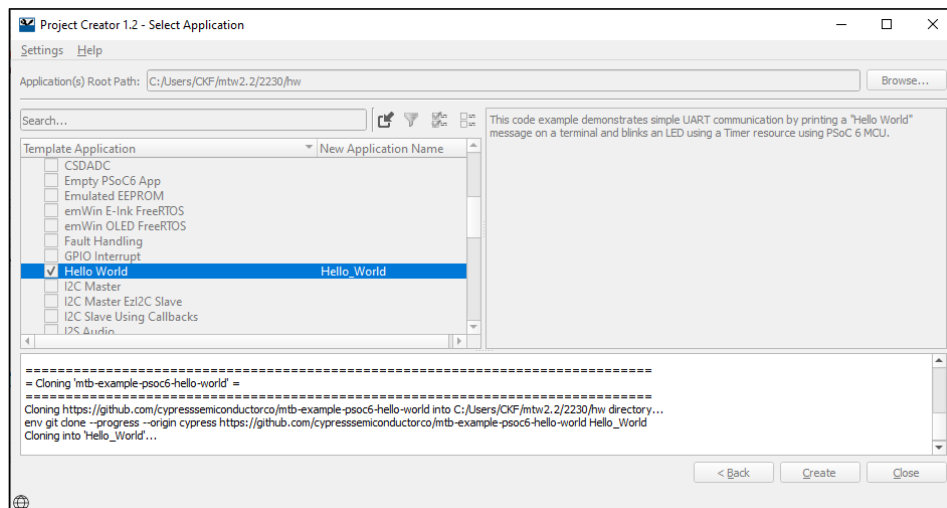 Project Creator 1.2 - Select Application
Settings Help
Application(s) Root Path: C:/Users/CKF/mtw2.2/2230/hw Browse...
Search...
Template Application New Application Name
CSDADC
Empty PSoC6 App
Emulated EEPROM
emWin E-Ink FreeRTOS
emWin OLED FreeRTOS
Fault Handling
GPIO Interrupt
Hello World Hello_World
I2C Master
I2C Master EzI2C Slave
I2C Slave Using Callbacks
I2S Audio
This code example demonstrates simple UART communication by printing a "Hello World"
message on a terminal and blinks an LED using a Timer resource using PSoC 6 MCU.
==============================================================================
= Cloning 'mtb-example-psoc6-hello-world' =
==============================================================================
Cloning https://github.com/cypresssemiconductorco/mtb-example-psoc6-hello-world into C:/Users/CKF/mtw2.2/2230/hw directory...
env git clone --progress --origin cypress https://github.com/cypresssemiconductorco/mtb-example-psoc6-hello-world Hello_World
Cloning into 'Hello_World'...
< Back Create Close